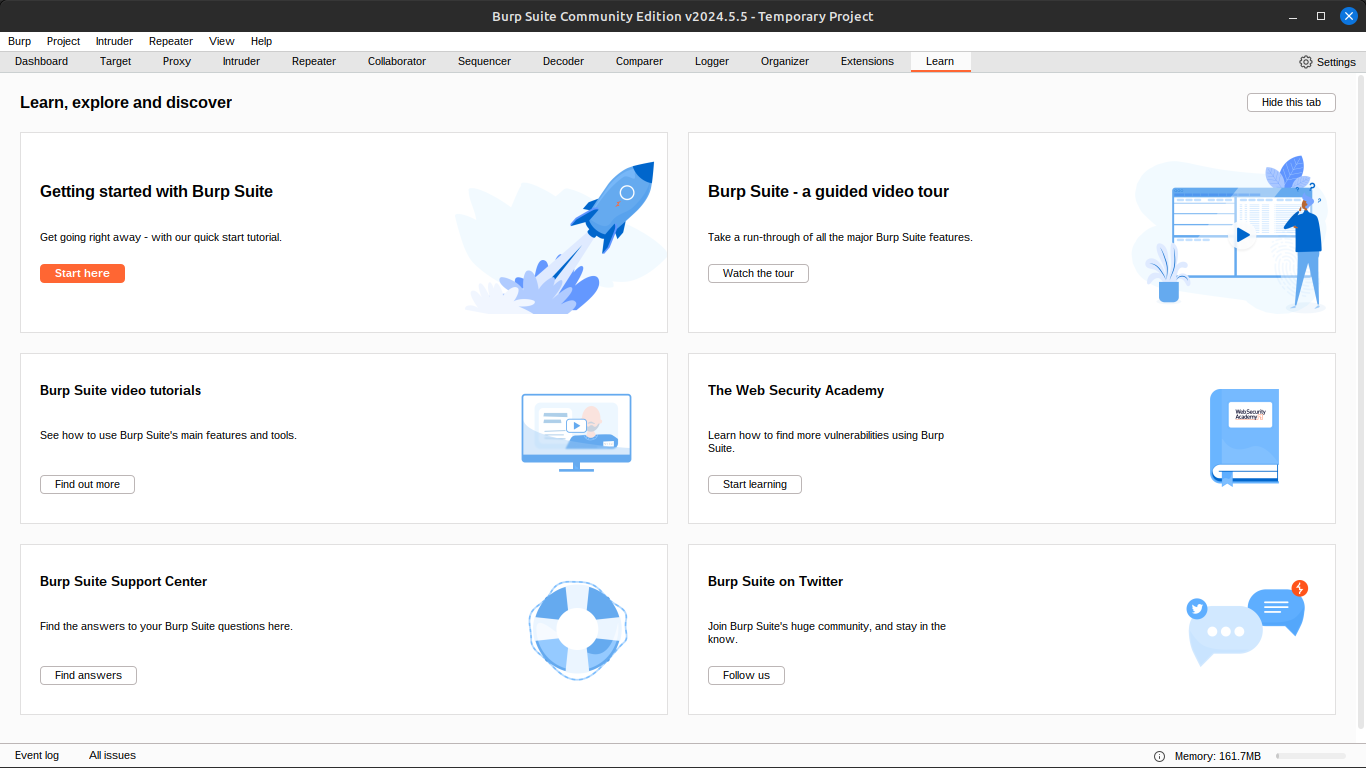 Burp Suite Community Edition v2024.5.5 - Temporary Project
Burp Project Intruder Repeater View Help
Dashboard Target Proxy Intruder Repeater Collaborator Sequencer Decoder Comparer Logger Organizer Extensions Learn Settings
Learn, explore and discover
Hide this tab
Getting started with Burp Suite
Get going right away - with our quick start tutorial.
Start here
Burp Suite - a guided video tour
Take a run-through of all the major Burp Suite features.
Watch the tour
Burp Suite video tutorials
See how to use Burp Suite's main features and tools.
Find out more
The Web Security Academy
Learn how to find more vulnerabilities using Burp
Suite.
Start learning
Web Security
Academy
Burp Suite Support Center
Find the answers to your Burp Suite questions here.
Find answers
Burp Suite on Twitter
Join Burp Suite's huge community, and stay in the
know.
Follow us
Event log All issues Memory: 161.7MB